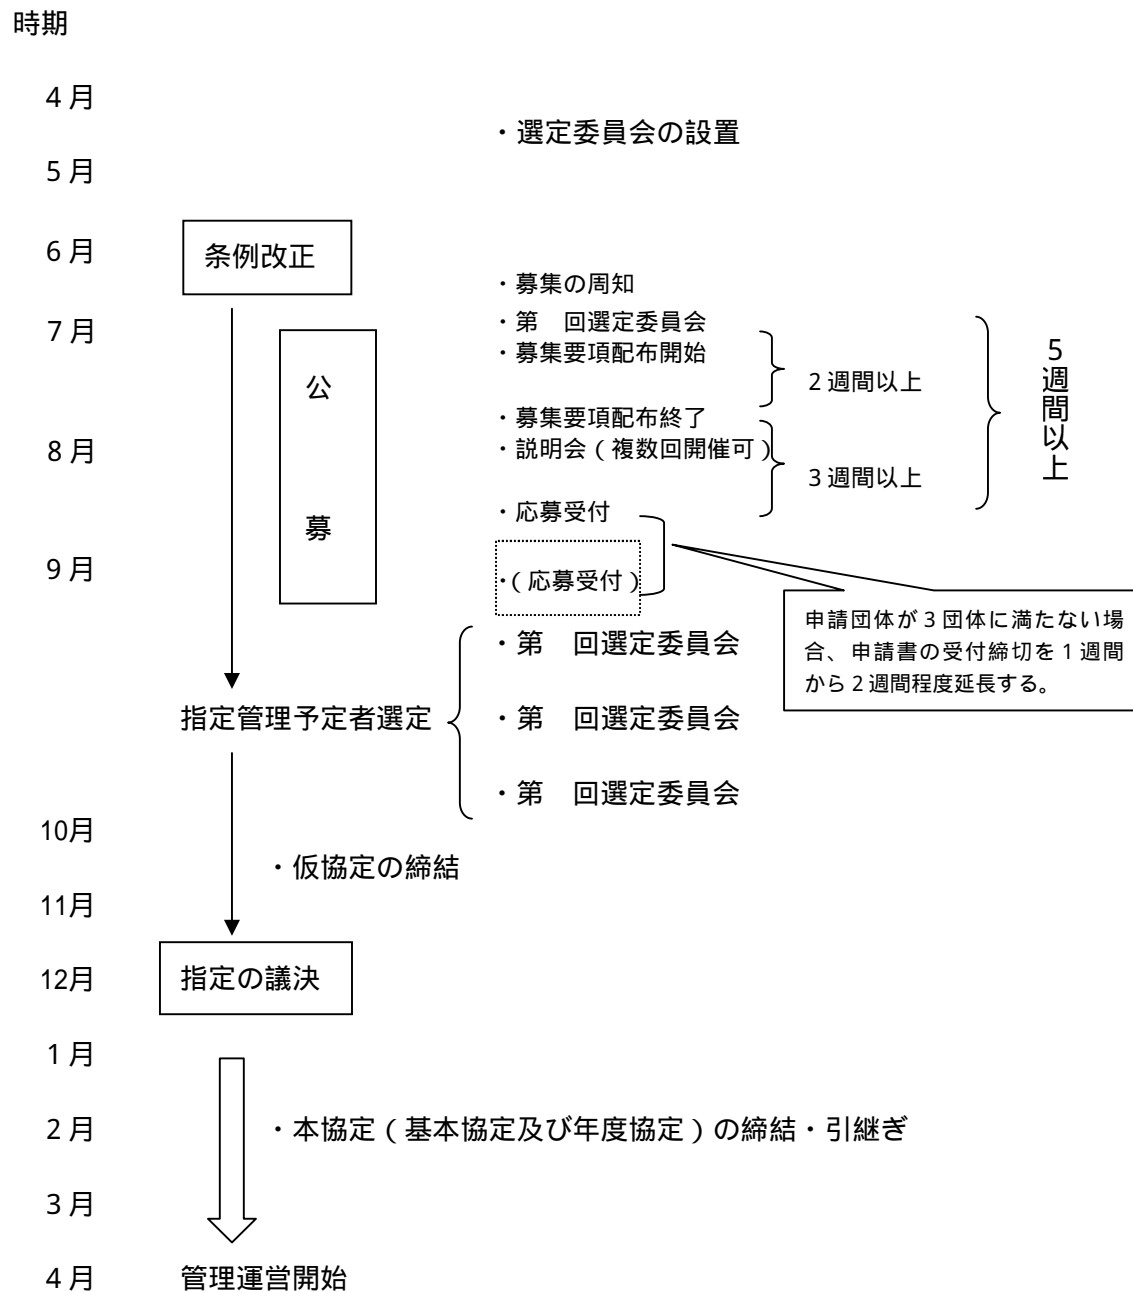 時期
4月
・選定委員会の設置
5月
6月
条例改正
・募集の周知
・第　回選定委員会
7月
・募集要項配布開始
公
募
2週間以上
5週間以上
・募集要項配布終了
8月
・説明会(複数回開催可)
3週間以上
・応募受付
9月
・(応募受付)
申請団体が3団体に満たない場
合、申請書の受付締切を1週間
から2週間程度延長する。
・第　回選定委員会
指定管理予定者選定
・第　回選定委員会
・第　回選定委員会
10月
・仮協定の締結
11月
12月
指定の議決
1月
2月
・本協定(基本協定及び年度協定)の締結・引継ぎ
3月
4月
管理運営開始